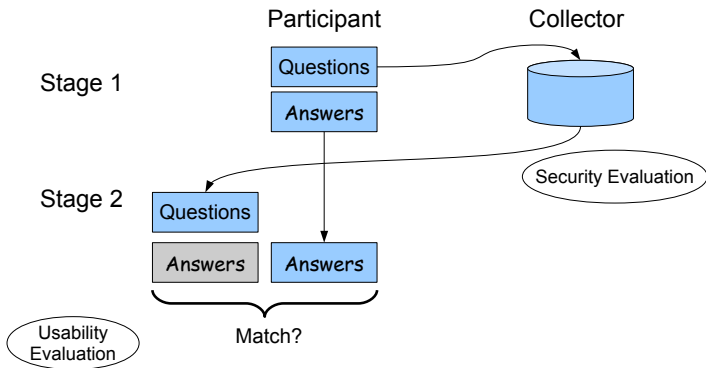 Participant
Collector
Questions
Stage 1
Answers
Security Evaluation
Stage 2
Questions
Answers
Answers
Match?
Usability
Evaluation